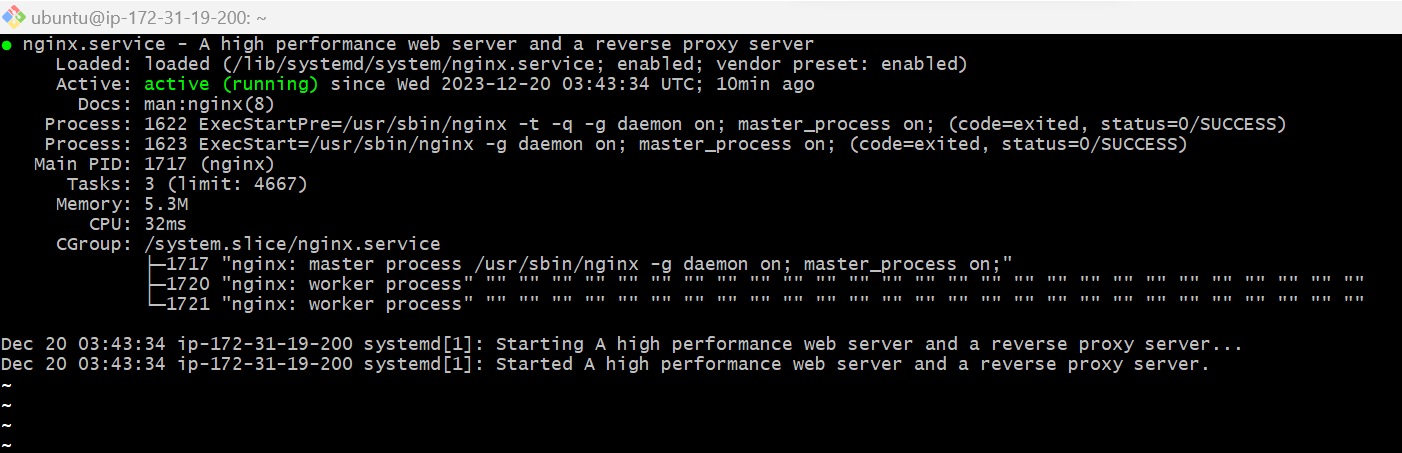 ubuntu@ip-172-31-19-200: ~
● nginx.service - A high performance web server and a reverse proxy server
     Loaded: loaded (/lib/systemd/system/nginx.service; enabled; vendor preset: enabled)
     Active: active (running) since Wed 2023-12-20 03:43:34 UTC; 10min ago
       Docs: man:nginx(8)
    Process: 1622 ExecStartPre=/usr/sbin/nginx -t -q -g daemon on; master_process on; (code=exited, status=0/SUCCESS)
    Process: 1623 ExecStart=/usr/sbin/nginx -g daemon on; master_process on; (code=exited, status=0/SUCCESS)
   Main PID: 1717 (nginx)
      Tasks: 3 (limit: 4667)
     Memory: 5.3M
        CPU: 32ms
     CGroup: /system.slice/nginx.service
             ├─1717 "nginx: master process /usr/sbin/nginx -g daemon on; master_process on;"
             ├─1720 "nginx: worker process" "" "" "" "" "" "" "" "" "" "" "" "" "" "" "" "" "" "" "" "" "" "" "" "" "" "" ""
             └─1721 "nginx: worker process" "" "" "" "" "" "" "" "" "" "" "" "" "" "" "" "" "" "" "" "" "" "" "" "" "" "" ""

Dec 20 03:43:34 ip-172-31-19-200 systemd[1]: Starting A high performance web server and a reverse proxy server...
Dec 20 03:43:34 ip-172-31-19-200 systemd[1]: Started A high performance web server and a reverse proxy server.
~
~
~
~